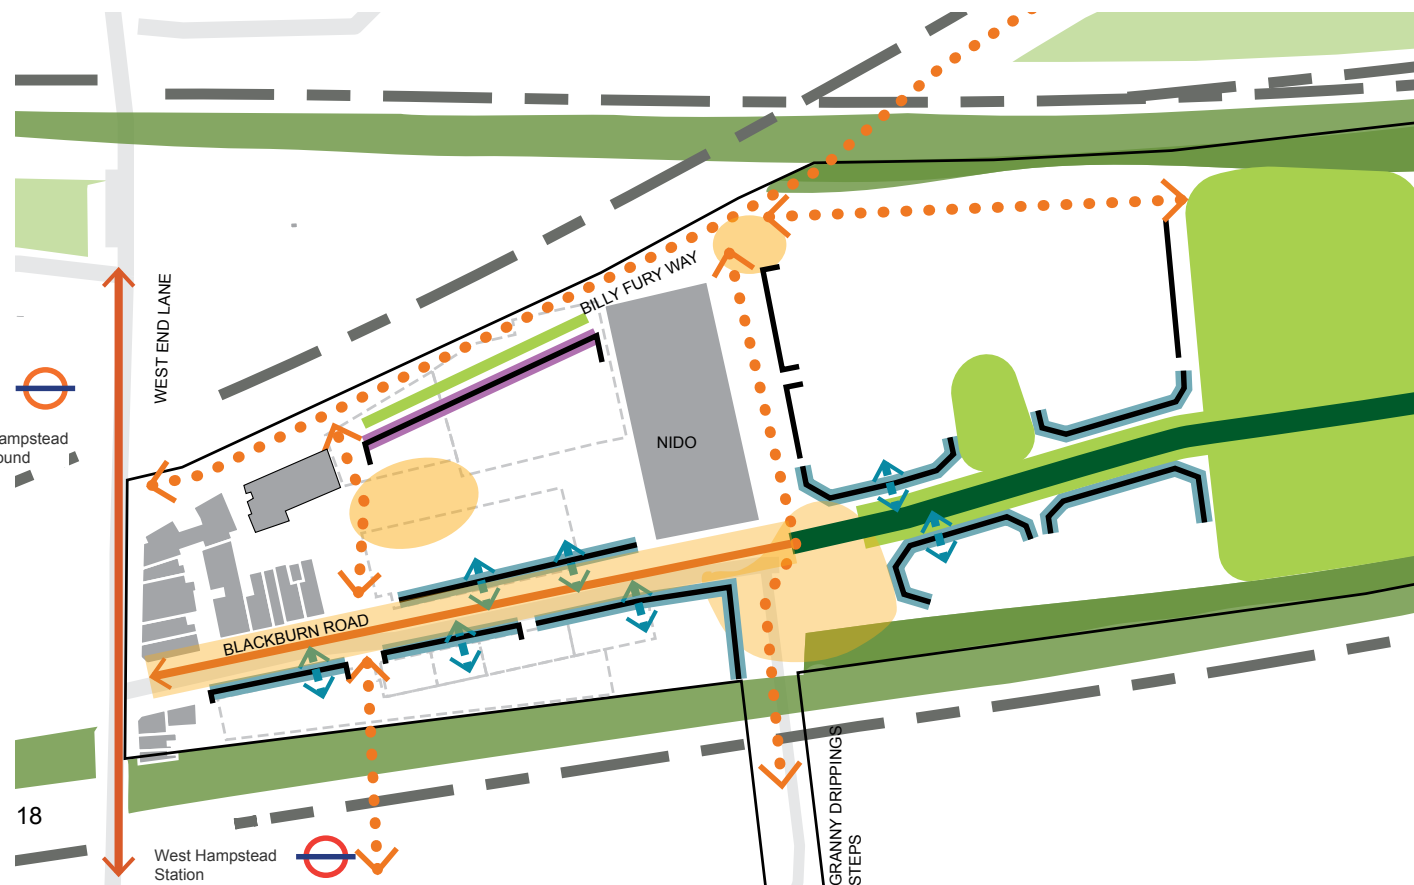 BILLY FURY WAY
WEST END LANE
NIDO
ampstead
ound
BLACKBURN ROAD
GRANNY DRIPPINGS
STEPS
18
West Hampstead
Station